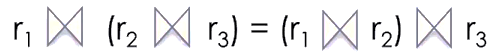 r₁ ⋈ (r₂ ⋈ r₃) = (r₁ ⋈ r₂) ⋈ r₃